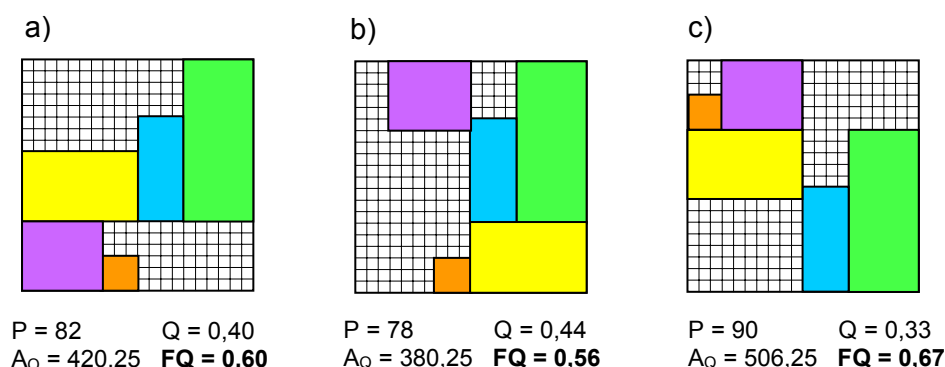 a)
b)
c)
P = 82 Q = 0,40
A_Q = 420,25 FQ = 0,60
P = 78 Q = 0,44
A_Q = 380,25 FQ = 0,56
P = 90 Q = 0,33
A_Q = 506,25 FQ = 0,67